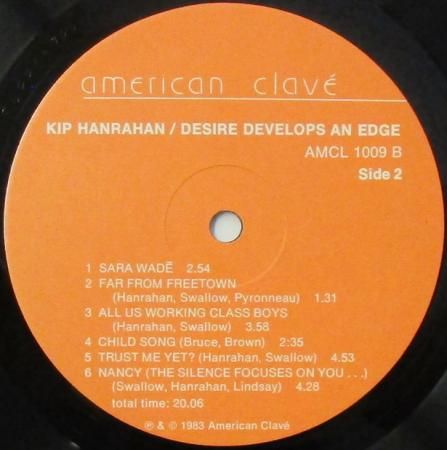 american clavé
KIP HANRAHAN / DESIRE DEVELOPS AN EDGE
AMCL 1009 B
Side 2
1 SARA WADĒ 2.54
2 FAR FROM FREETOWN
(Hanrahan, Swallow, Pyronneau) 1.31
3 ALL US WORKING CLASS BOYS
(Hanrahan, Swallow) 3.58
4 CHILD SONG (Bruce, Brown) 2:35
5 TRUST ME YET? (Hanrahan, Swallow) 4.53
6 NANCY (THE SILENCE FOCUSES ON YOU . . .)
(Swallow, Hanrahan, Lindsay) 4.28
total time: 20.06
℗ & © 1983 American Clavé